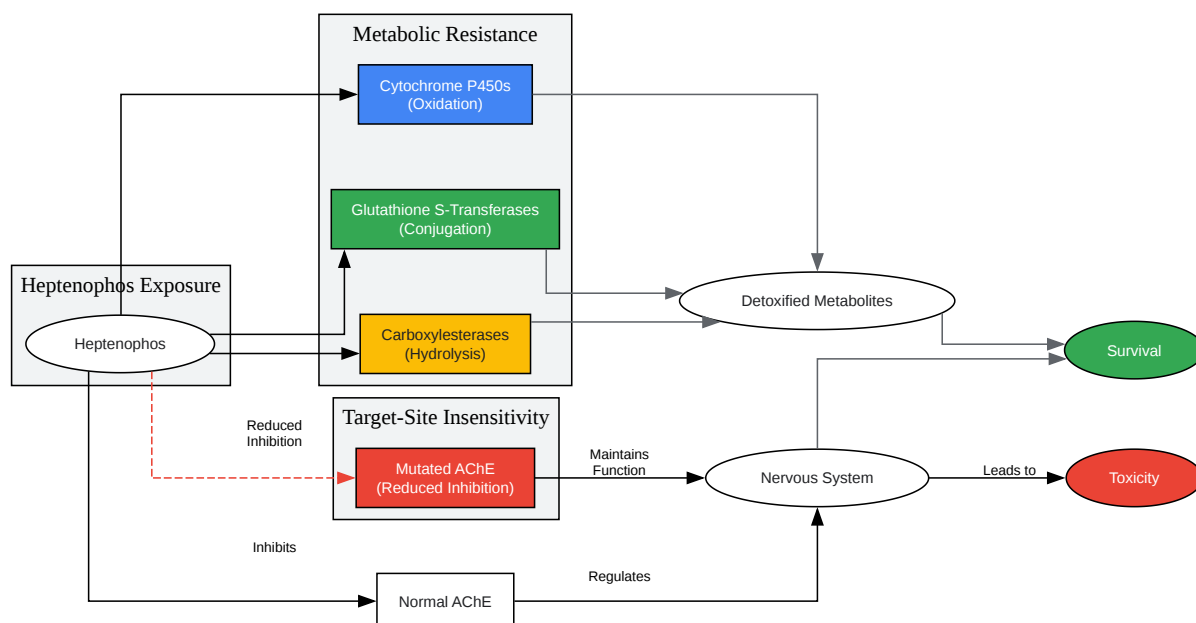 Metabolic Resistance
Cytochrome P450s
(Oxidation)
Glutathione S-Transferases
(Conjugation)
Heptenophos Exposure
Heptenophos
Carboxylesterases
(Hydrolysis)
Detoxified Metabolites
Survival
Target-Site Insensitivity
Reduced
Inhibition
Mutated AChE
(Reduced Inhibition)
Maintains
Function
Nervous System
Leads to
Toxicity
Inhibits
Normal AChE
Regulates